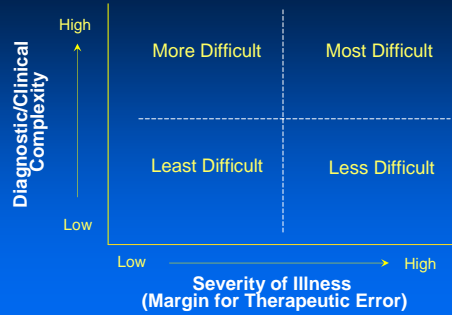 Diagnostic/Clinical
Complexity
High
Low
More Difficult
Most Difficult
Least Difficult
Less Difficult
Low
High
Severity of Illness
(Margin for Therapeutic Error)